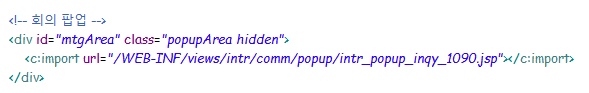 <!-- 회의 팝업 -->
<div id="mtgArea" class="popupArea hidden">
<c:import url="/WEB-INF/views/intr/comm/popup/intr_popup_inqy_1090.jsp"></c:import>
</div>